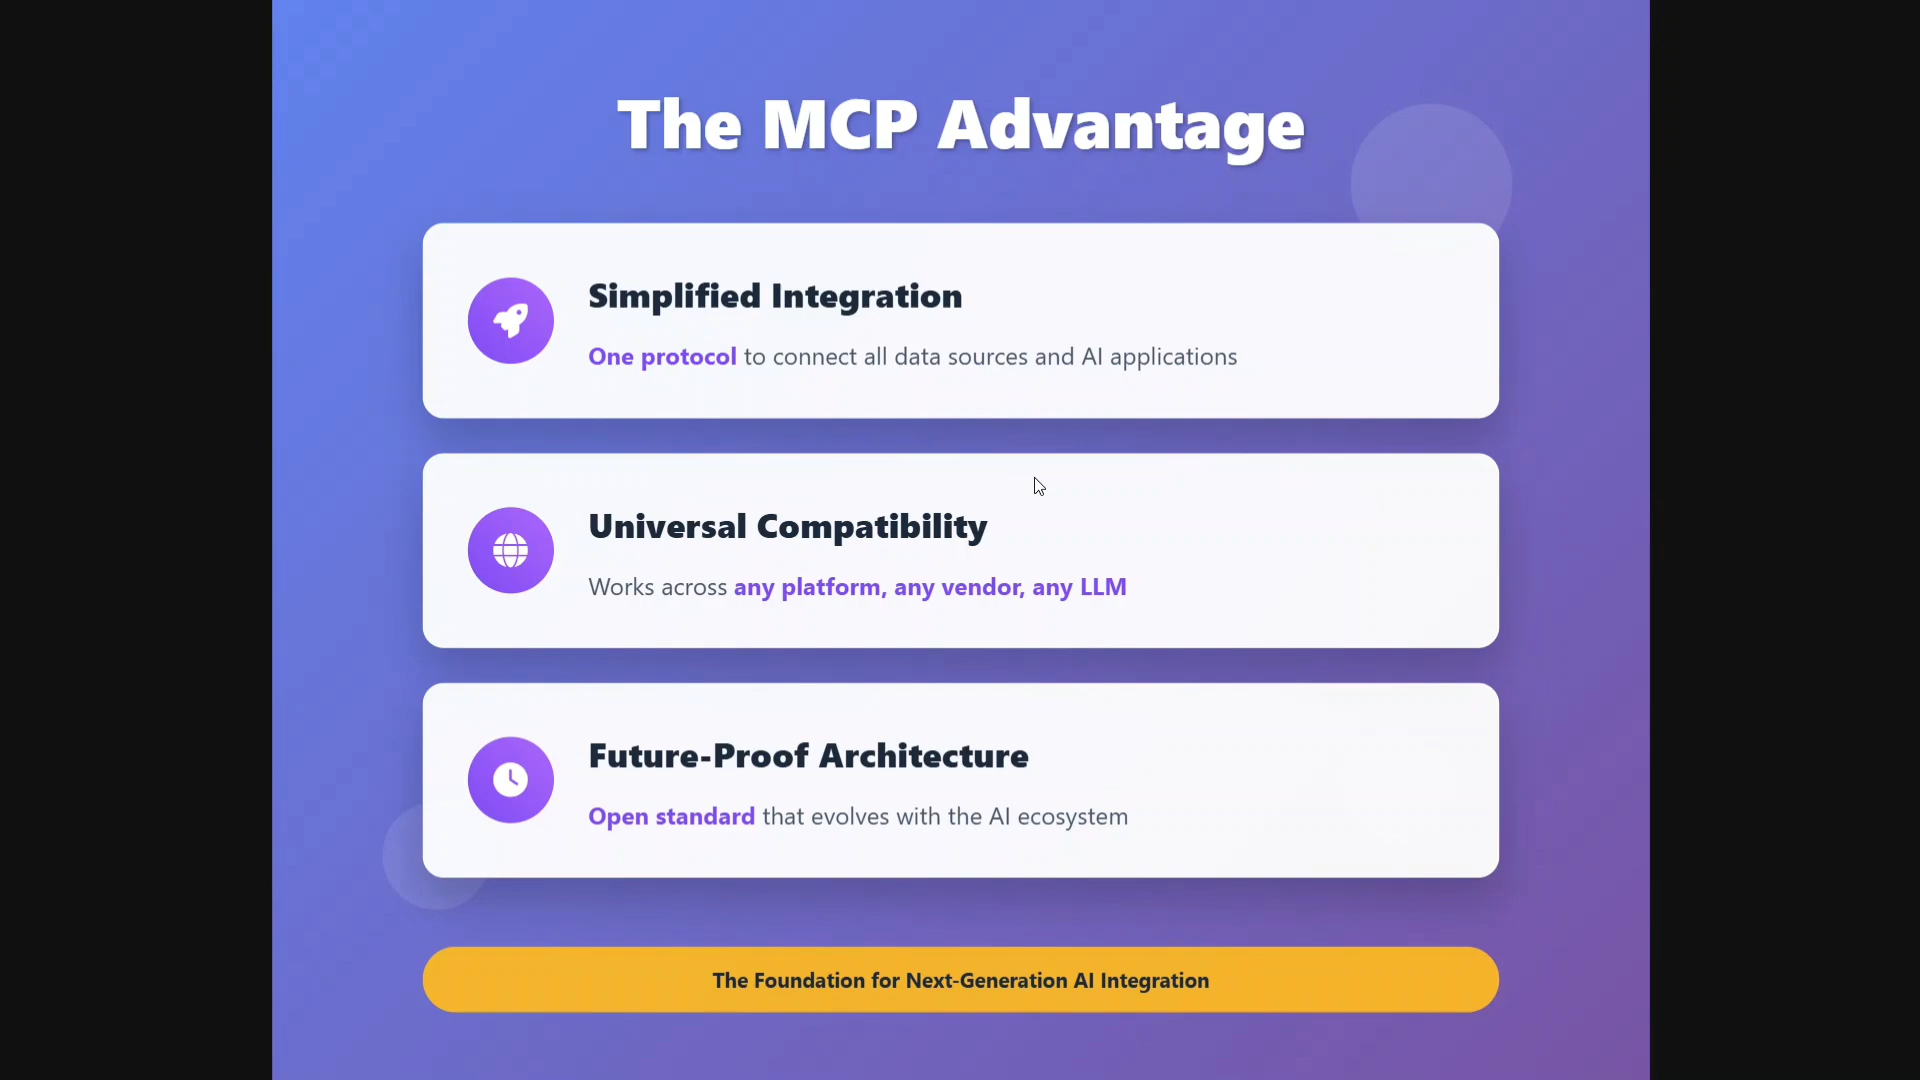 The MCP Advantage
Simplified Integration
One protocol to connect all data sources and AI applications
Universal Compatibility
Works across any platform, any vendor, any LLM
Future-Proof Architecture
Open standard that evolves with the AI ecosystem
The Foundation for Next-Generation AI Integration